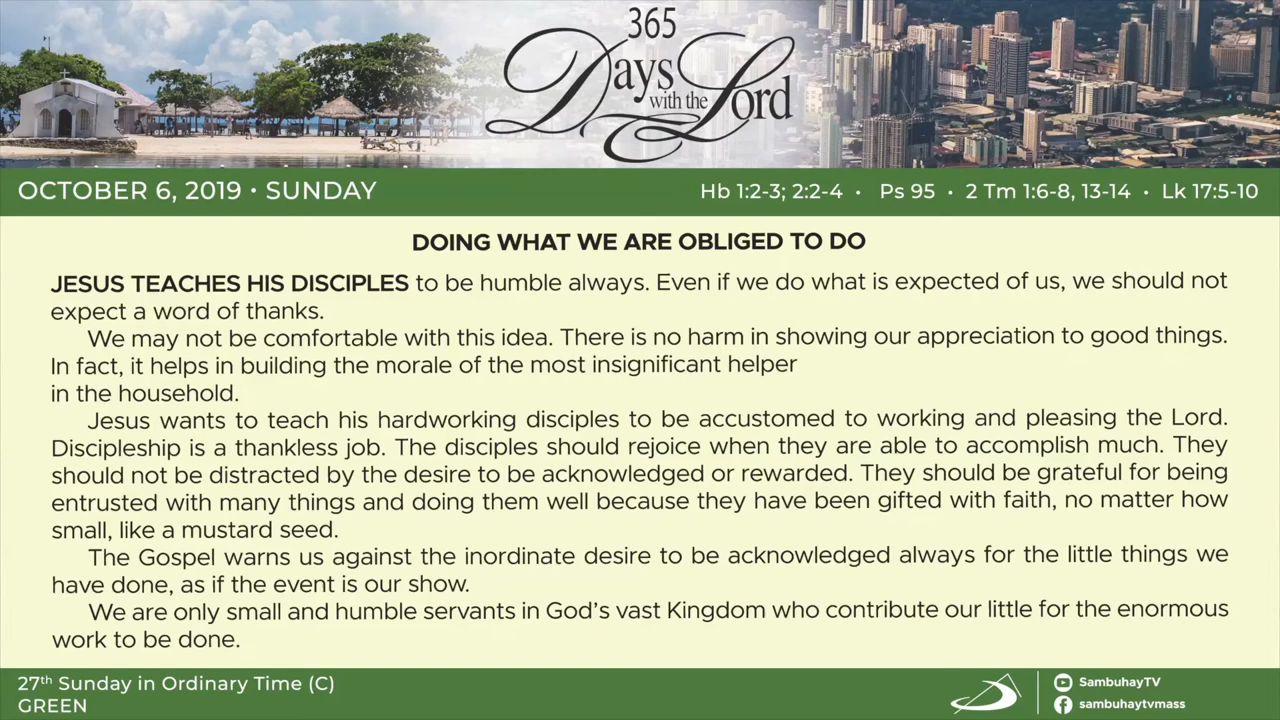 365
Days
with the
Lord
OCTOBER 6, 2019 • SUNDAY
Hb 1:2-3; 2:2-4 • Ps 95 • 2 Tm 1:6-8, 13-14 • Lk 17:5-10
DOING WHAT WE ARE OBLIGED TO DO
JESUS TEACHES HIS DISCIPLES to be humble always. Even if we do what is expected of us, we should not
expect a word of thanks.
We may not be comfortable with this idea. There is no harm in showing our appreciation to good things.
In fact, it helps in building the morale of the most insignificant helper
in the household.
Jesus wants to teach his hardworking disciples to be accustomed to working and pleasing the Lord.
Discipleship is a thankless job. The disciples should rejoice when they are able to accomplish much. They
should not be distracted by the desire to be acknowledged or rewarded. They should be grateful for being
entrusted with many things and doing them well because they have been gifted with faith, no matter how
small, like a mustard seed.
The Gospel warns us against the inordinate desire to be acknowledged always for the little things we
have done, as if the event is our show.
We are only small and humble servants in God’s vast Kingdom who contribute our little for the enormous
work to be done.
27th Sunday in Ordinary Time (C)
GREEN
SambuhayTV
sambuhaytvmass